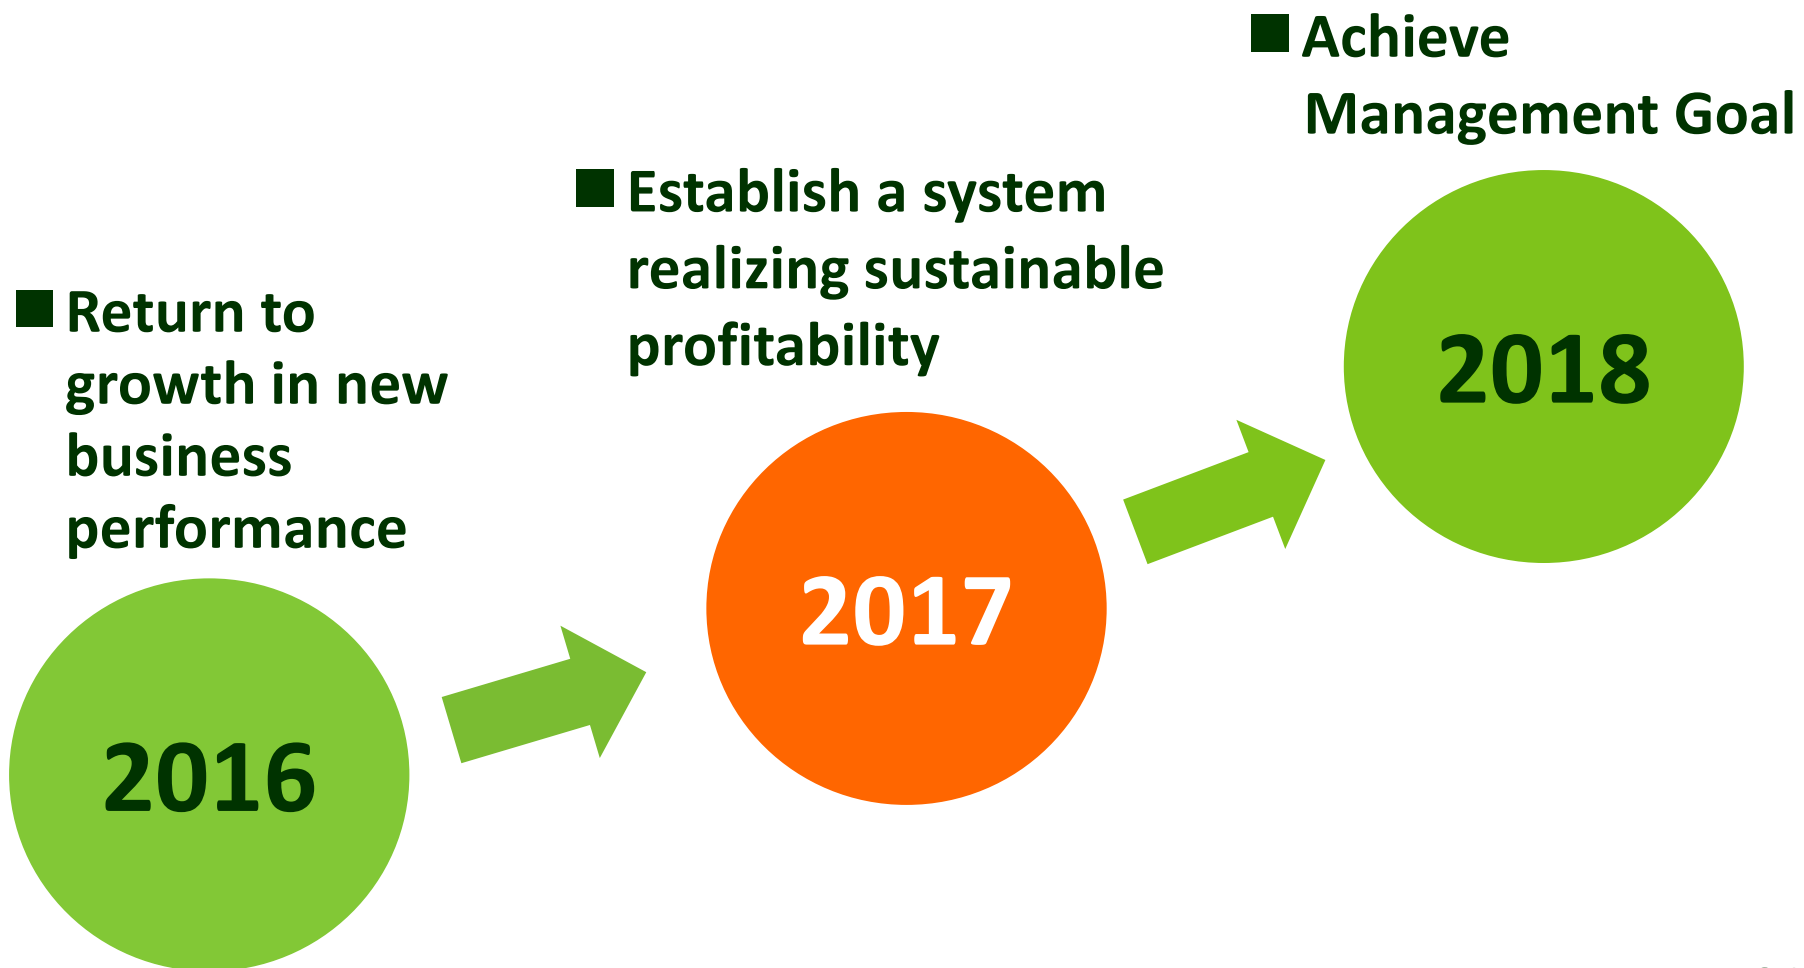 ■ Achieve
Management Goal
■ Establish a system
realizing sustainable
profitability
■ Return to
growth in new
business
performance
2018
2017
2016